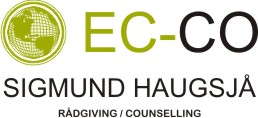 EC-CO
SIGMUND HAUGSJÅ
RÅDGIVING / COUNSELLING